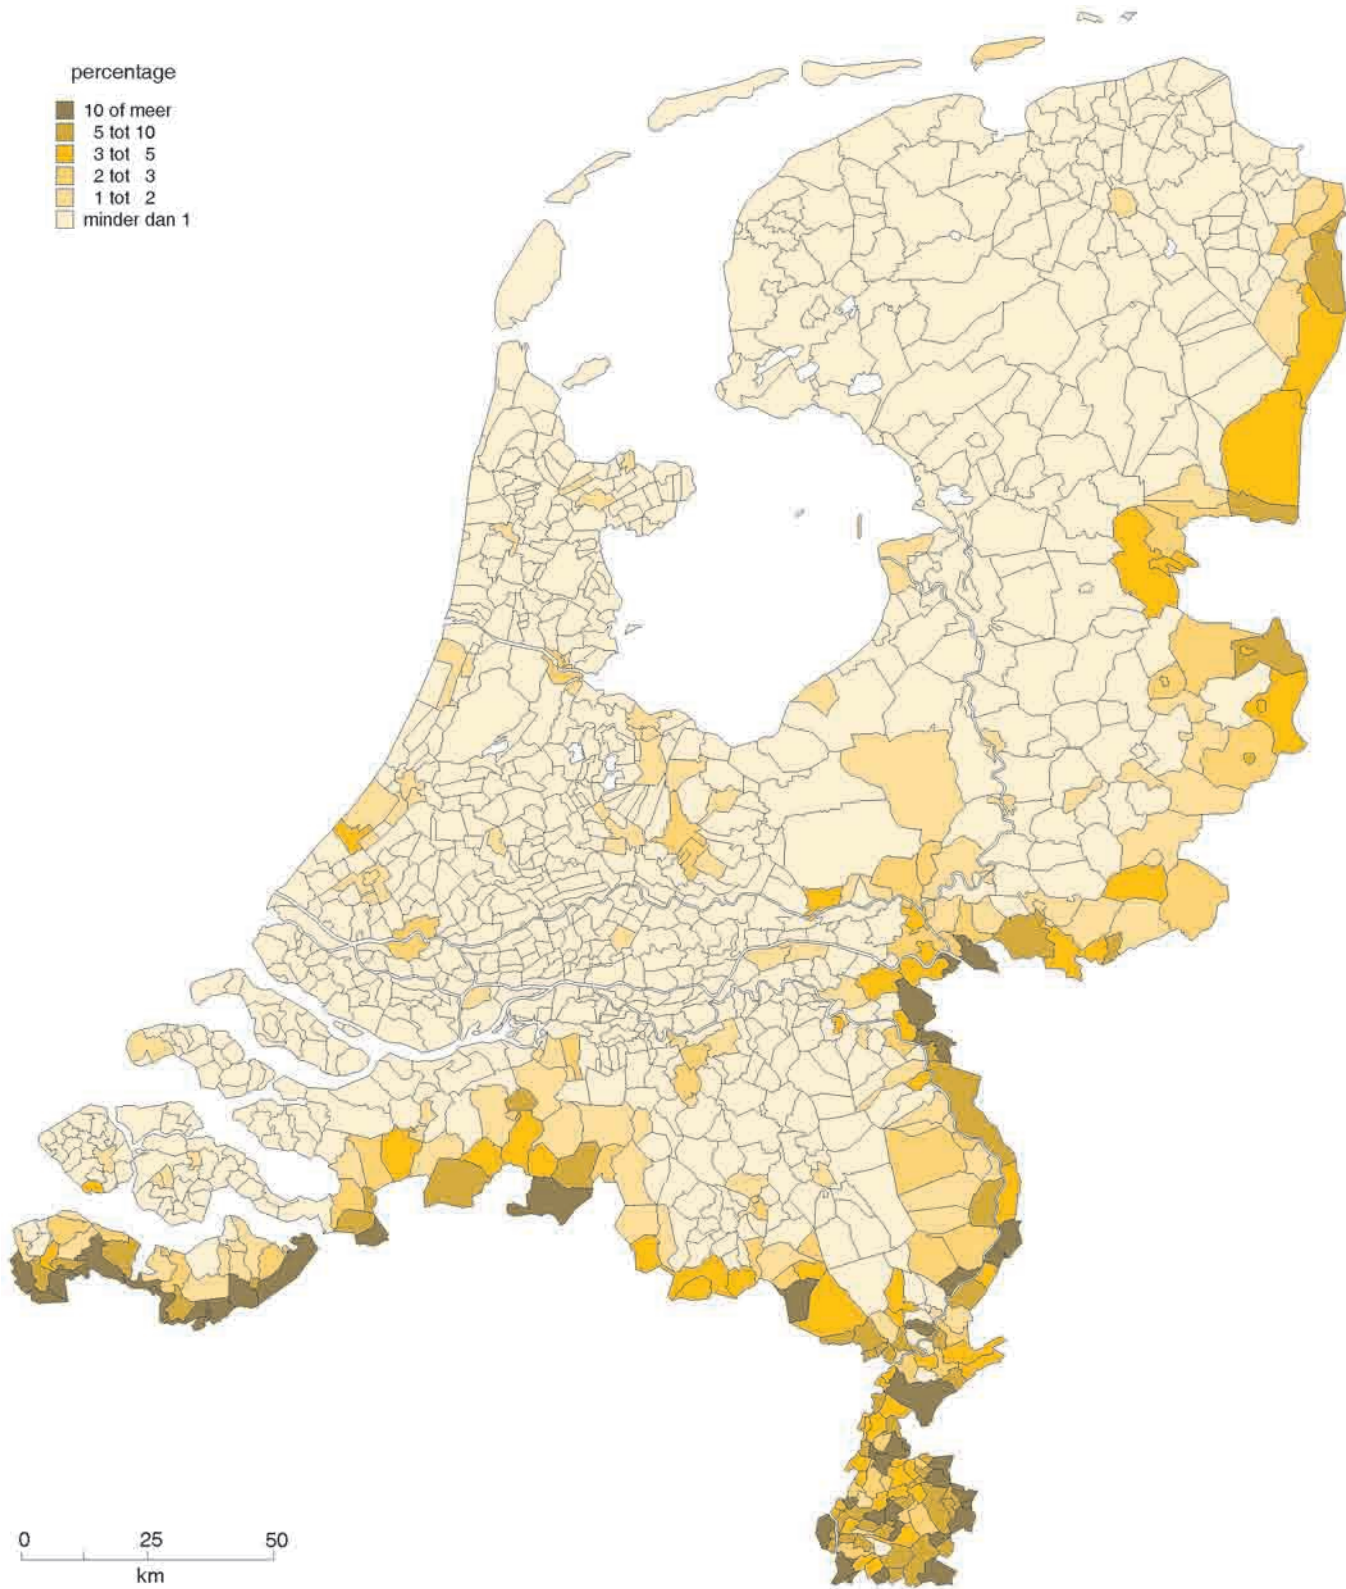 percentage
10 of meer
5 tot 10
3 tot 5
2 tot 3
1 tot 2
minder dan 1
0 25 50
km